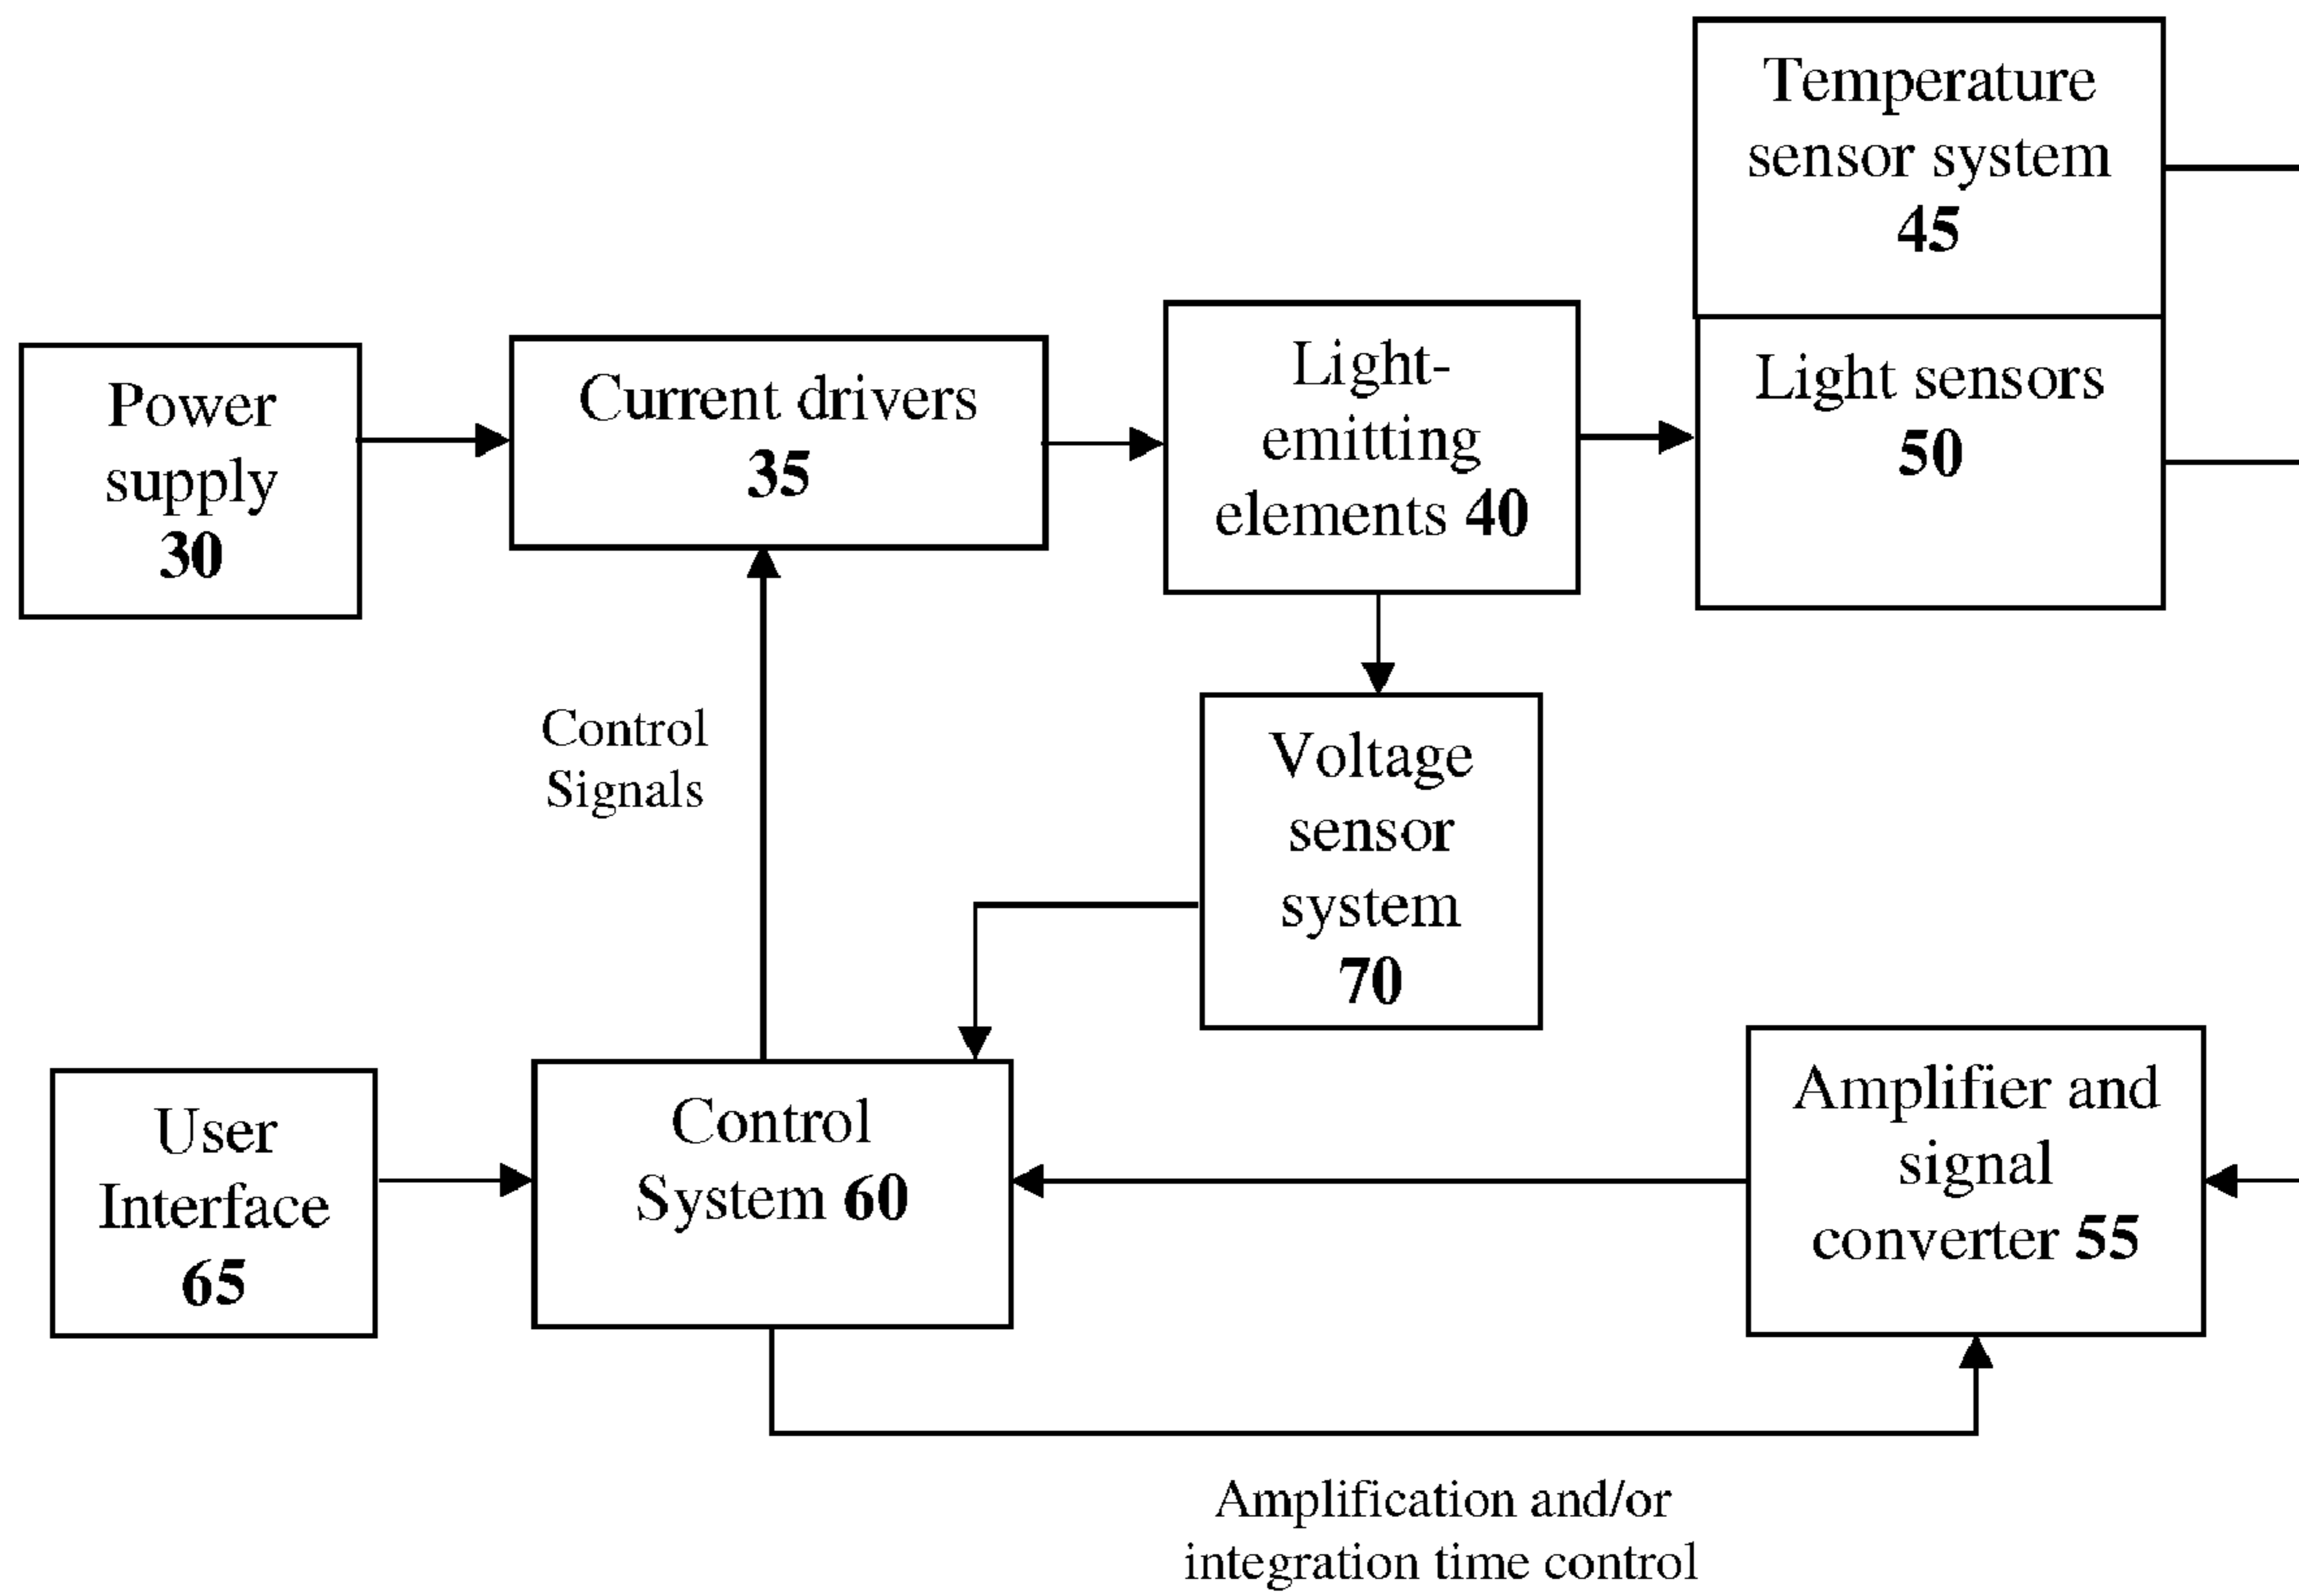 Temperature
sensor system
45
Power
supply
30
Current drivers
35
Light-
emitting
elements 40
Light sensors
50
Control
Signals
Voltage
sensor
system
70
User
Interface
65
Control
System 60
Amplifier and
signal
converter 55
Amplification and/or
integration time control